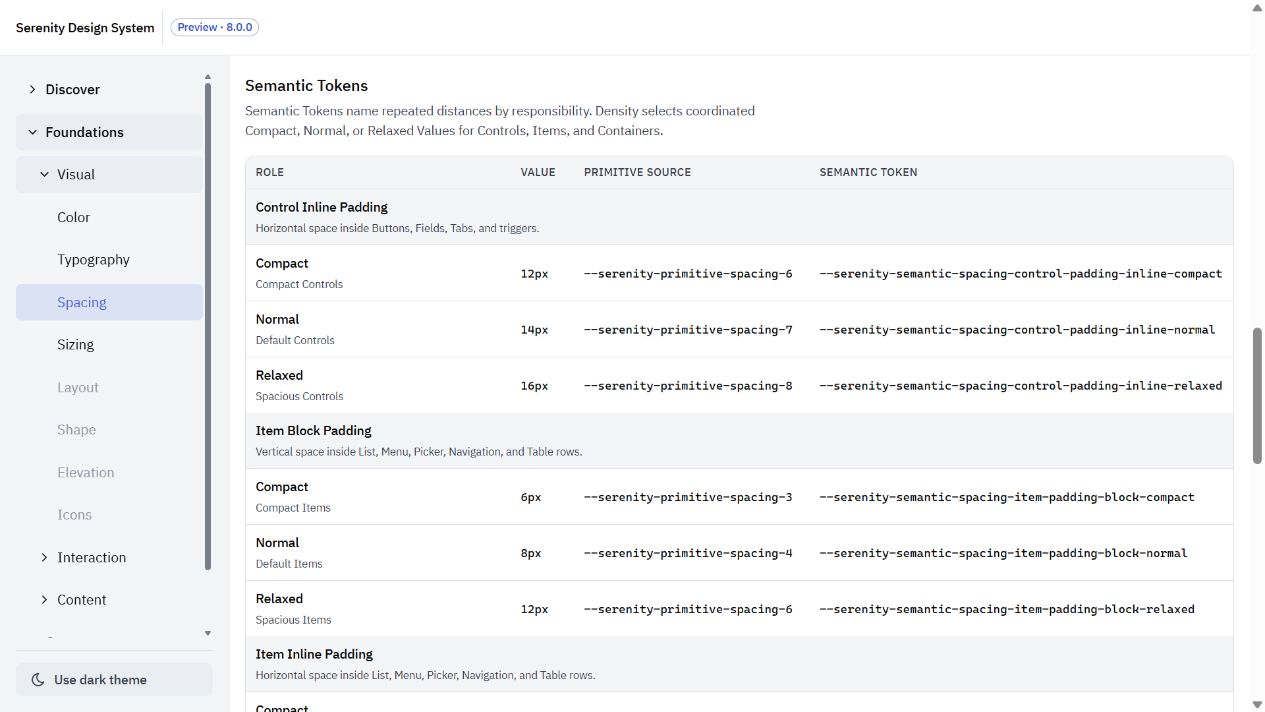 Serenity Design System
Preview · 8.0.0
Discover
Foundations
Visual
Color
Typography
Spacing
Sizing
Layout
Shape
Elevation
Icons
Interaction
Content
Use dark theme
Semantic Tokens
Semantic Tokens name repeated distances by responsibility. Density selects coordinated
Compact, Normal, or Relaxed Values for Controls, Items, and Containers.
ROLE VALUE PRIMITIVE SOURCE SEMANTIC TOKEN
Control Inline Padding
Horizontal space inside Buttons, Fields, Tabs, and triggers.
Compact
Compact Controls
12px --serenity-primitive-spacing-6 --serenity-semantic-spacing-control-padding-inline-compact
Normal
Default Controls
14px --serenity-primitive-spacing-7 --serenity-semantic-spacing-control-padding-inline-normal
Relaxed
Spacious Controls
16px --serenity-primitive-spacing-8 --serenity-semantic-spacing-control-padding-inline-relaxed
Item Block Padding
Vertical space inside List, Menu, Picker, Navigation, and Table rows.
Compact
Compact Items
6px --serenity-primitive-spacing-3 --serenity-semantic-spacing-item-padding-block-compact
Normal
Default Items
8px --serenity-primitive-spacing-4 --serenity-semantic-spacing-item-padding-block-normal
Relaxed
Spacious Items
12px --serenity-primitive-spacing-6 --serenity-semantic-spacing-item-padding-block-relaxed
Item Inline Padding
Horizontal space inside List, Menu, Picker, Navigation, and Table rows.
Compact